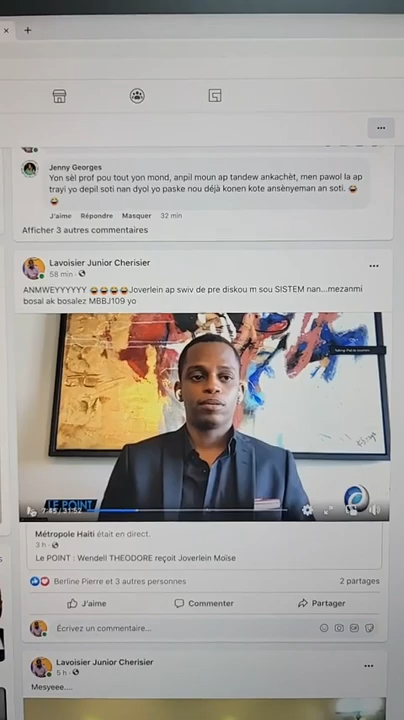 Jenny Georges
Yon sèl prof pou tout yon mond, anpil moun ap tandew ankachèt, men pawol la ap
trayi yo depil soti nan dyol yo paske nou déjà konen kote ansènyeman an soti. 😂
😂
J'aime Répondre Masquer 32 min
Afficher 3 autres commentaires
Lavoisier Junior Cherisier
58 min ·
ANMWEYYYYYY 😂😂😂😂Joverlein ap swiv de pre diskou m sou SISTEM nan...mezanmi
bosal ak bosalez MBBJ109 yo
LE POINT
7:45 / 31:52
Métropole Haiti était en direct.
3 h ·
Le POINT : Wendell THEODORE reçoit Joverlein Moïse
Berline Pierre et 3 autres personnes 2 partages
J'aime Commenter Partager
Écrivez un commentaire...
Lavoisier Junior Cherisier
5 h ·
Mesyeee....